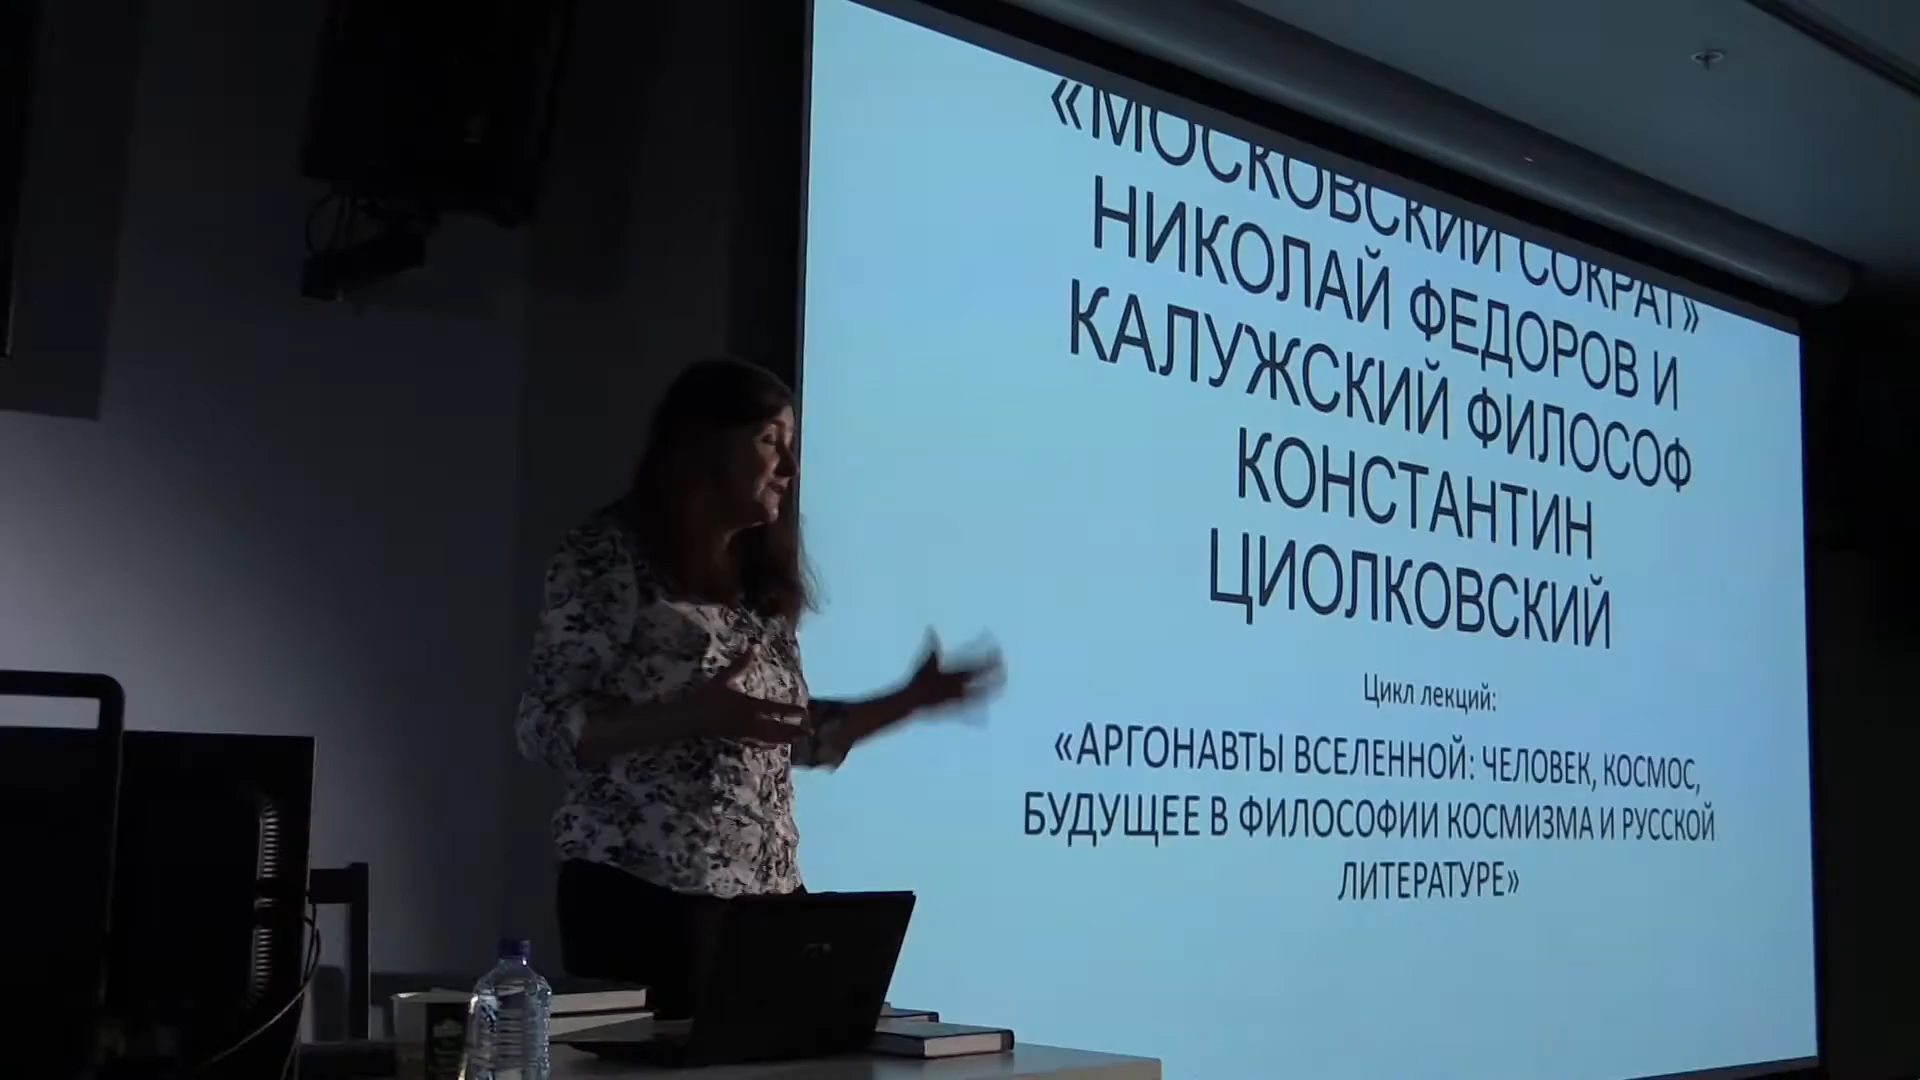 «МОСКОВСКИЙ СОКРАТ»
НИКОЛАЙ ФЕДОРОВ И
КАЛУЖСКИЙ ФИЛОСОФ
КОНСТАНТИН
ЦИОЛКОВСКИЙ
Цикл лекций:
«АРГОНАВТЫ ВСЕЛЕННОЙ: ЧЕЛОВЕК, КОСМОС,
БУДУЩЕЕ В ФИЛОСОФИИ КОСМИЗМА И РУССКОЙ
ЛИТЕРАТУРЕ»